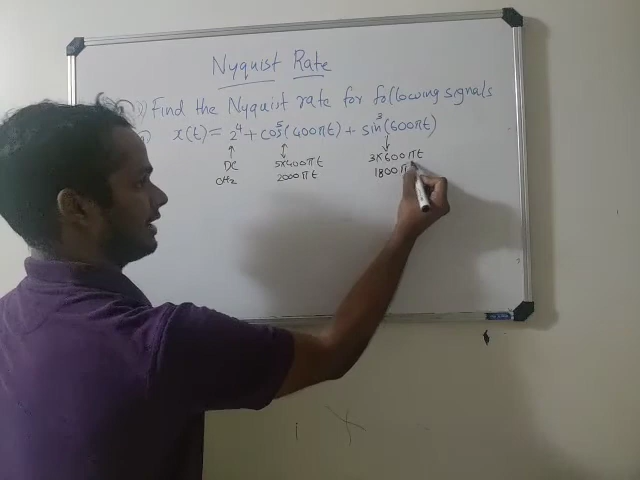 Nyquist Rate
Find the Nyquist rate for following signals
x(t) = 2⁴ + cos⁵(400πt) + sin³(600πt)
DC 5×400πt 3×600πt
0Hz 2000πt 1800π